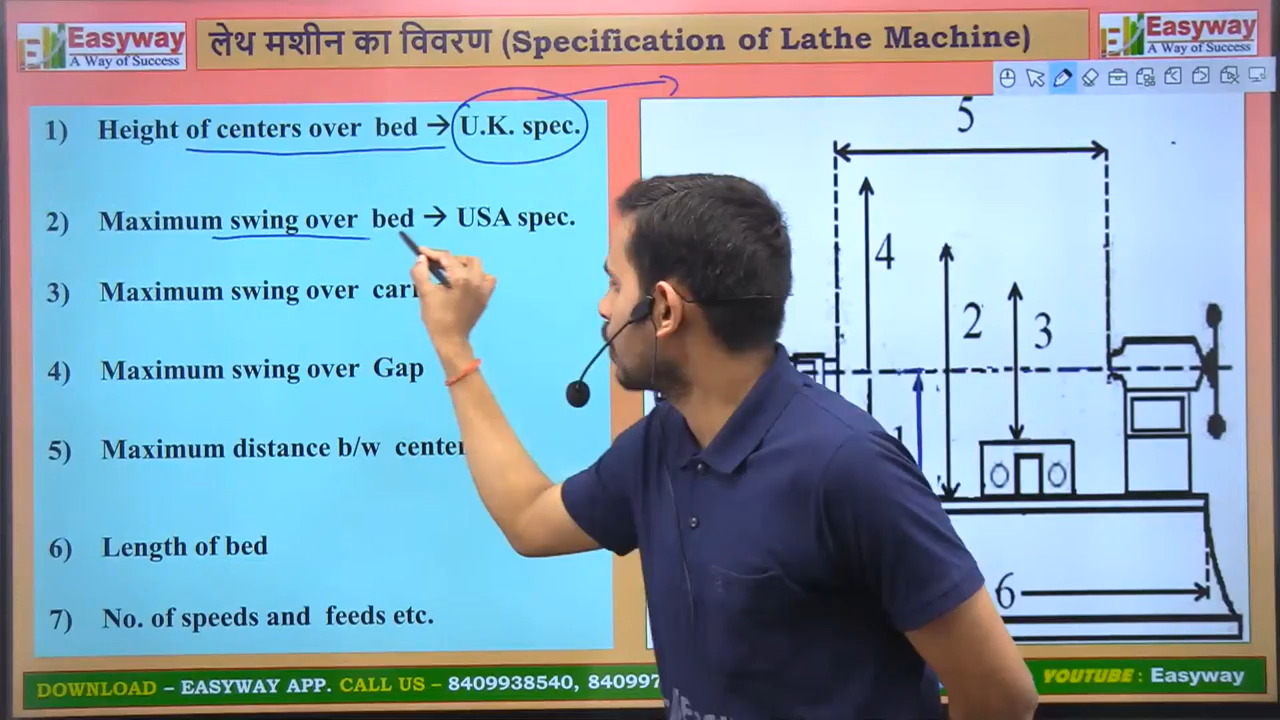 Easyway
A Way of Success
लेथ मशीन का विवरण (Specification of Lathe Machine)
Easyway
A Way of Success
1) Height of centers over bed → U.K. spec.
2) Maximum swing over bed → USA spec.
3) Maximum swing over
4) Maximum swing over Gap
5) Maximum distance b/w
6) Length of bed
7) No. of speeds and feeds etc.
5
4
2
3
1
6
DOWNLOAD – EASYWAY APP. CALL US – 8409938540,
YOUTUBE : Easyway